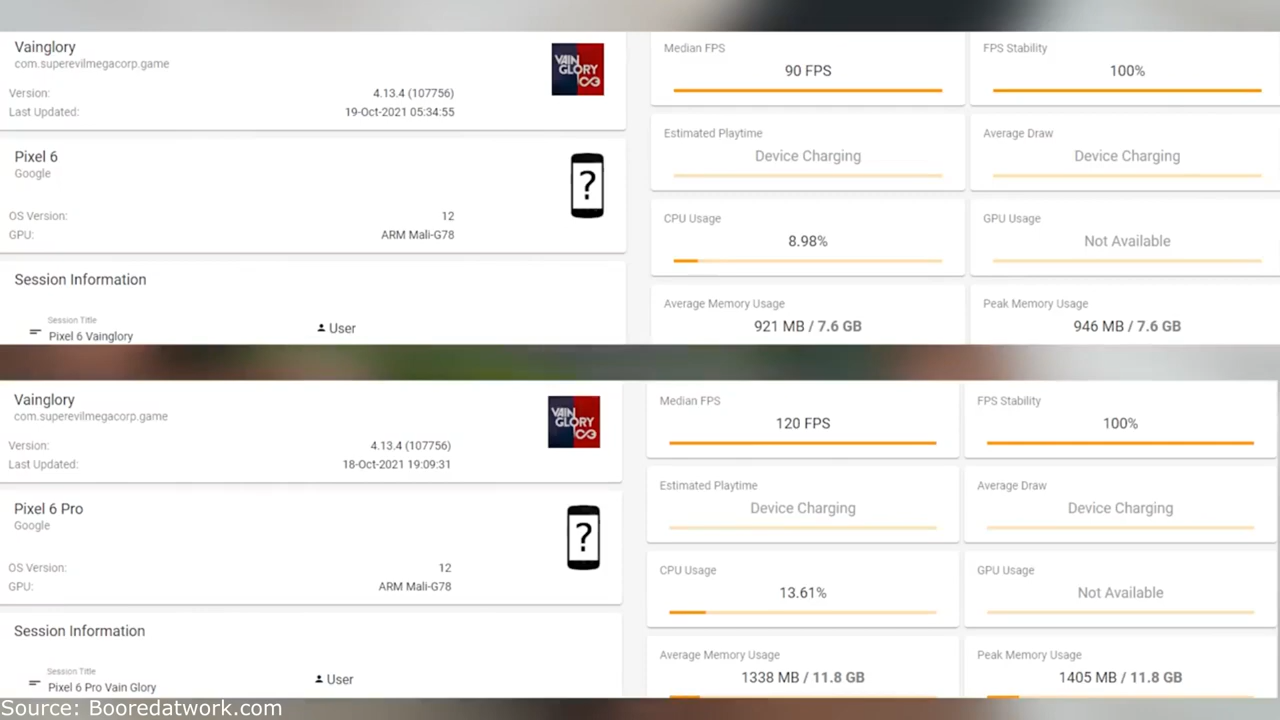 Vainglory
com.superevilmegacorp.game
VAIN
GLORY
Version: 4.13.4 (107756)
Last Updated: 19-Oct-2021 05:34:55
Pixel 6
Google
?
OS Version: 12
GPU: ARM Mali-G78
Session Information
Session Title
Pixel 6 Vainglory
User
Median FPS
90 FPS
FPS Stability
100%
Estimated Playtime
Device Charging
Average Draw
Device Charging
CPU Usage
8.98%
GPU Usage
Not Available
Average Memory Usage
921 MB / 7.6 GB
Peak Memory Usage
946 MB / 7.6 GB
Vainglory
com.superevilmegacorp.game
VAIN
GLORY
Version: 4.13.4 (107756)
Last Updated: 18-Oct-2021 19:09:31
Pixel 6 Pro
Google
?
OS Version: 12
GPU: ARM Mali-G78
Session Information
Session Title
Pixel 6 Pro Vain Glory
User
Median FPS
120 FPS
FPS Stability
100%
Estimated Playtime
Device Charging
Average Draw
Device Charging
CPU Usage
13.61%
GPU Usage
Not Available
Average Memory Usage
1338 MB / 11.8 GB
Peak Memory Usage
1405 MB / 11.8 GB
Source: Booredatwork.com